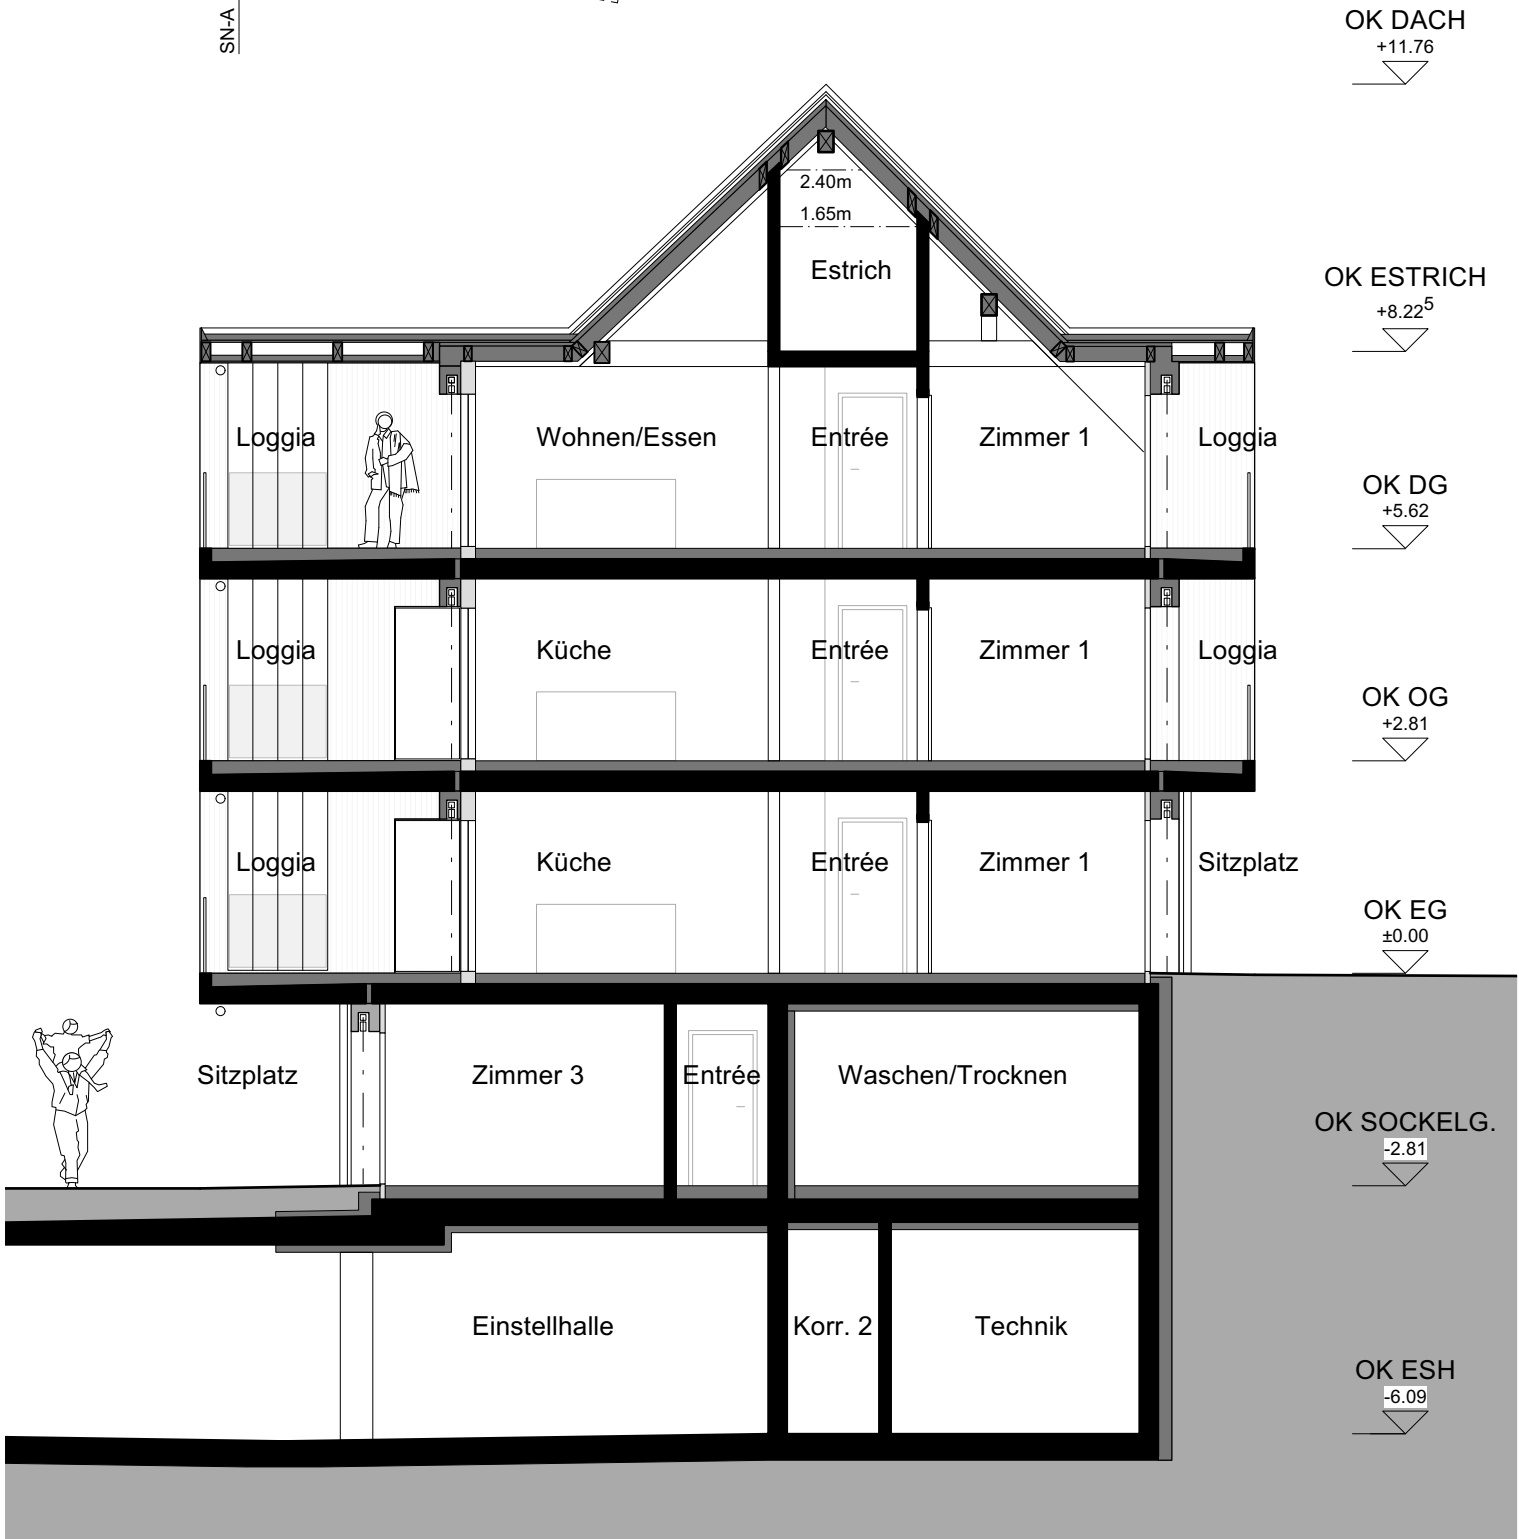 SN-A
OK DACH
+11.76
2.40m
1.65m
Estrich
OK ESTRICH
+8.22⁵
Loggia
Wohnen/Essen
Entrée
Zimmer 1
Loggia
OK DG
+5.62
Loggia
Küche
Entrée
Zimmer 1
Loggia
OK OG
+2.81
Loggia
Küche
Entrée
Zimmer 1
Sitzplatz
OK EG
±0.00
Sitzplatz
Zimmer 3
Entrée
Waschen/Trocknen
OK SOCKELG.
-2.81
Einstellhalle
Korr. 2
Technik
OK ESH
-6.09